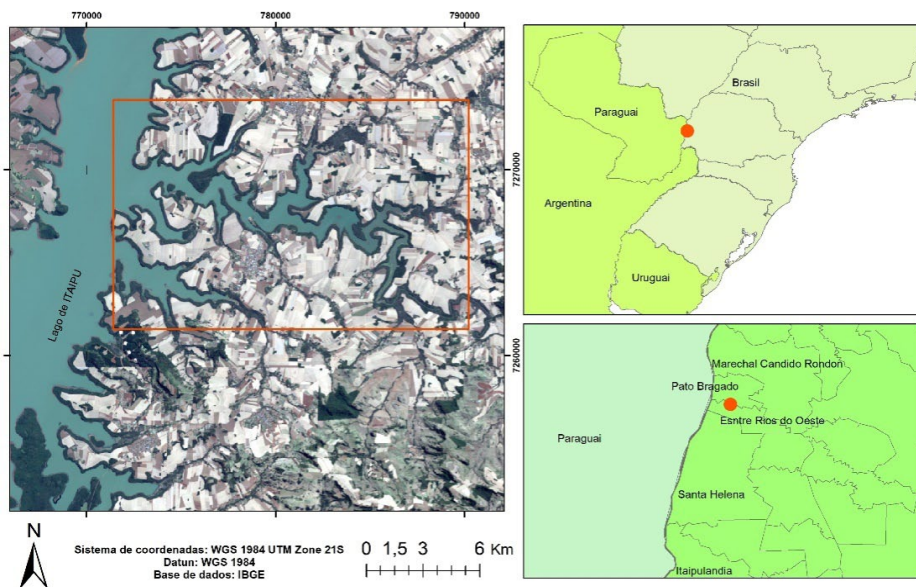 770000 780000 790000
7270000
7260000
Lago de ITAIPU
N
Sistema de coordenadas: WGS 1984 UTM Zone 21S
Datun: WGS 1984
Base de dados: IBGE
0 1,5 3 6 Km
Brasil
Paraguai
Argentina
Uruguai
Marechal Candido Rondon
Pato Bragado
Esntre Rios do Oeste
Paraguai
Santa Helena
Itaipulandia